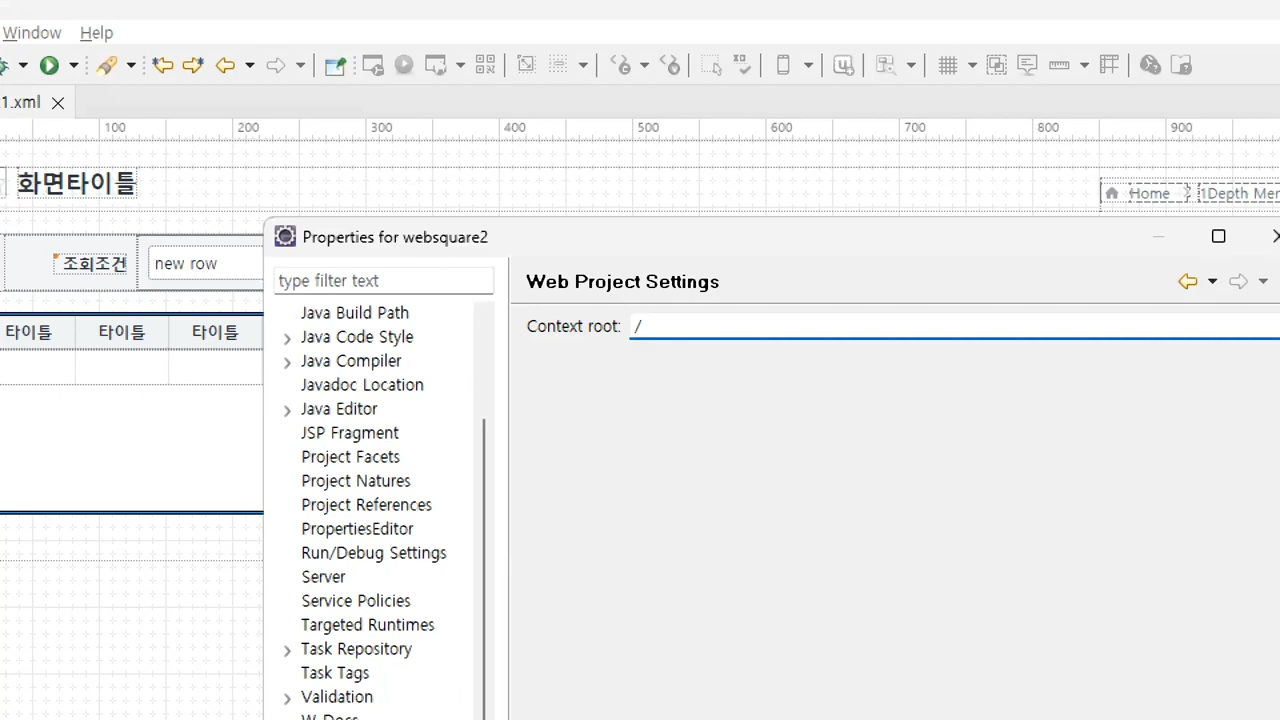 Window Help
1.xml
100 200 300 400 500 600 700 800 900
화면타이틀
Home 1Depth Mer
Properties for websquare2
조회조건 new row
type filter text
Web Project Settings
타이틀 타이틀 타이틀
Context root: /
Java Build Path
Java Code Style
Java Compiler
Javadoc Location
Java Editor
JSP Fragment
Project Facets
Project Natures
Project References
PropertiesEditor
Run/Debug Settings
Server
Service Policies
Targeted Runtimes
Task Repository
Task Tags
Validation